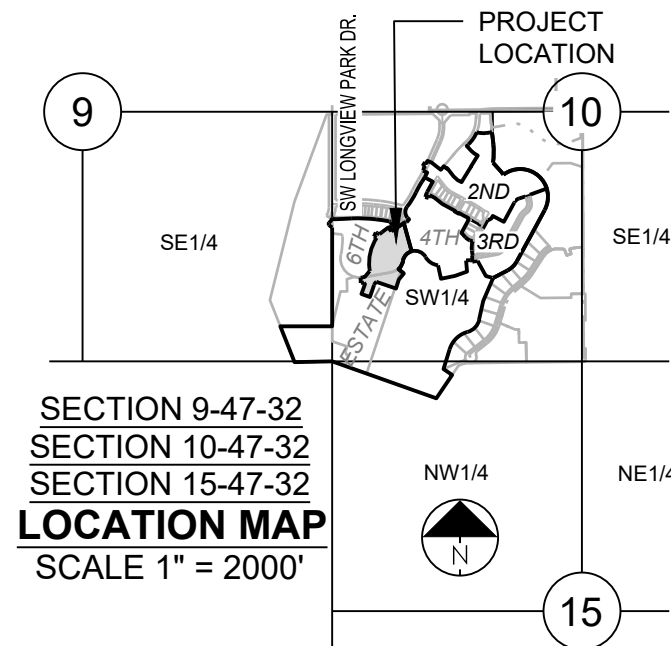 PROJECT
LOCATION
SW LONGVIEW PARK DR.
9
10
2ND
SE1/4
6TH
4TH
3RD
SE1/4
SW1/4
ESTATE
SECTION 9-47-32
SECTION 10-47-32
SECTION 15-47-32
LOCATION MAP
SCALE 1" = 2000'
NW1/4
NE1/4
N
15